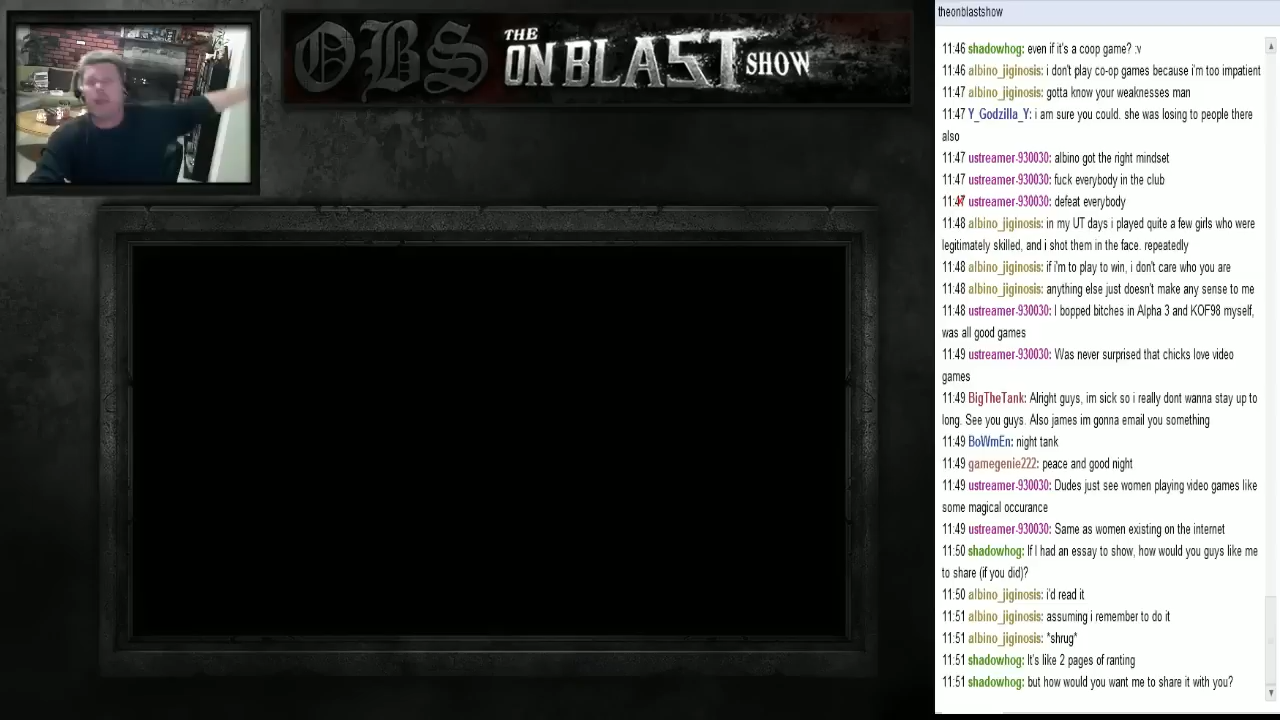 OBS THE ON BLAST SHOW
theonblastshow
11:46 shadowhog: even if it's a coop game? :v
11:46 albino_jiginosis: i don't play co-op games because i'm too impatient
11:47 albino_jiginosis: gotta know your weaknesses man
11:47 Y_Godzilla_Y: i am sure you could. she was losing to people there
also
11:47 ustreamer-930030: albino got the right mindset
11:47 ustreamer-930030: fuck everybody in the club
11:47 ustreamer-930030: defeat everybody
11:48 albino_jiginosis: in my UT days i played quite a few girls who were
legitimately skilled, and i shot them in the face. repeatedly
11:48 albino_jiginosis: if i'm to play to win, i don't care who you are
11:48 albino_jiginosis: anything else just doesn't make any sense to me
11:48 ustreamer-930030: I bopped bitches in Alpha 3 and KOF98 myself,
was all good games
11:49 ustreamer-930030: Was never surprised that chicks love video
games
11:49 BigTheTank: Alright guys, im sick so i really dont wanna stay up to
long. See you guys. Also james im gonna email you something
11:49 BoWmEn: night tank
11:49 gamegenie222: peace and good night
11:49 ustreamer-930030: Dudes just see women playing video games like
some magical occurance
11:49 ustreamer-930030: Same as women existing on the internet
11:50 shadowhog: If I had an essay to show, how would you guys like me
to share (if you did)?
11:50 albino_jiginosis: i'd read it
11:51 albino_jiginosis: assuming i remember to do it
11:51 albino_jiginosis: *shrug*
11:51 shadowhog: It's like 2 pages of ranting
11:51 shadowhog: but how would you want me to share it with you?